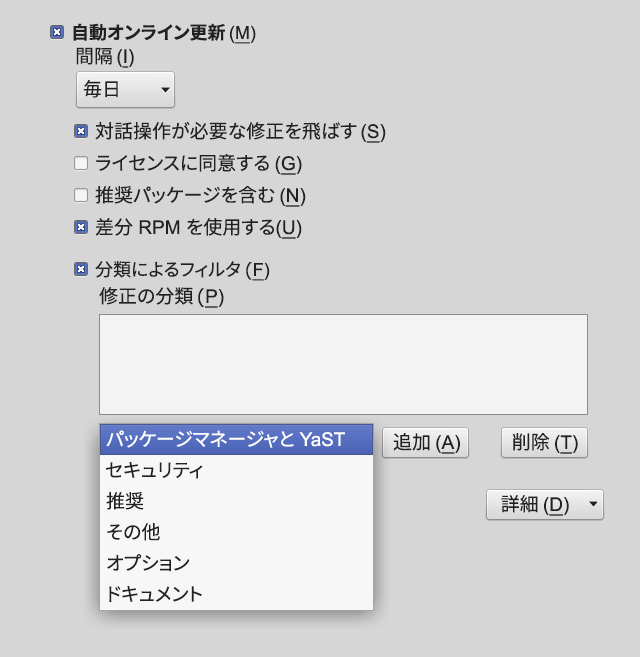 自動オンライン更新(M)
間隔(I)
毎日
対話操作が必要な修正を飛ばす(S)
ライセンスに同意する(G)
推奨パッケージを含む(N)
差分 RPM を使用する(U)
分類によるフィルタ(F)
修正の分類(P)
パッケージマネージャと YaST 追加(A) 削除(T)
セキュリティ
推奨
詳細(D)
その他
オプション
ドキュメント